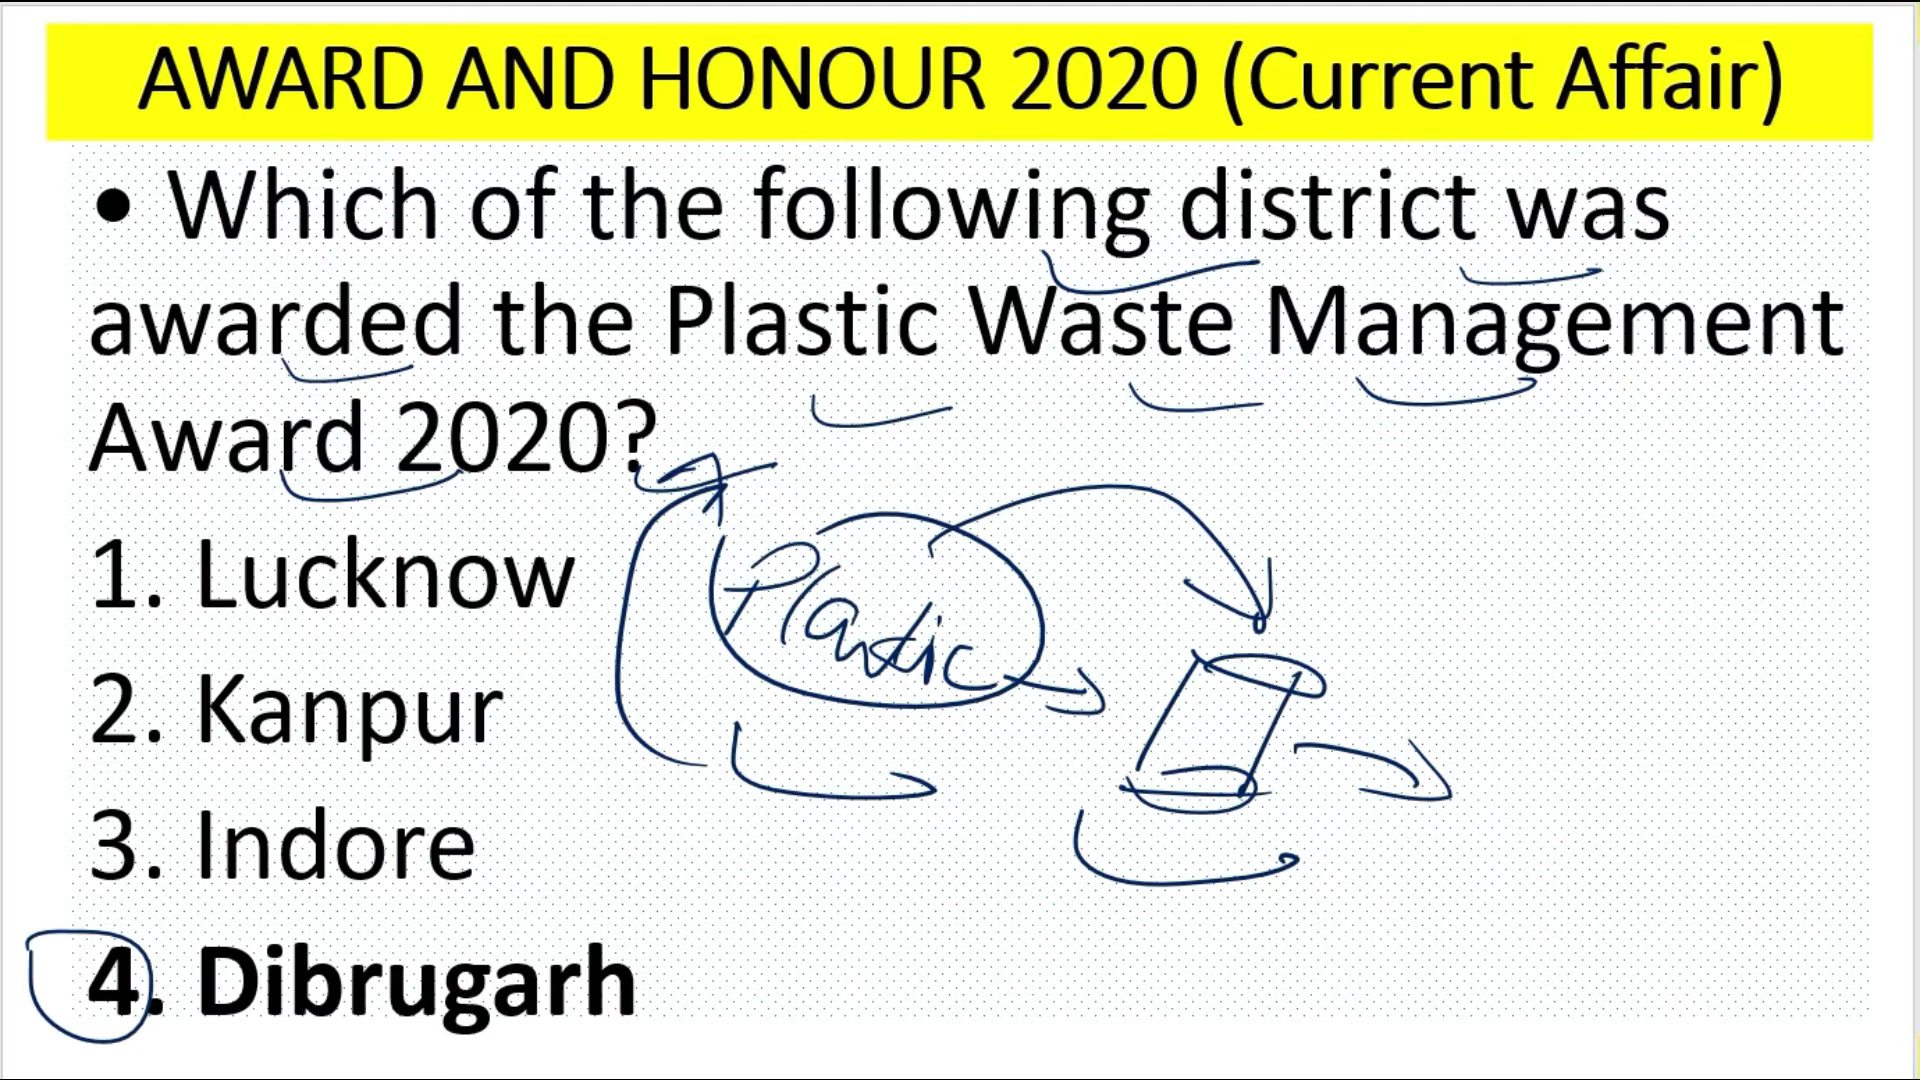 AWARD AND HONOUR 2020 (Current Affair)
• Which of the following district was
awarded the Plastic Waste Management
Award 2020?
1. Lucknow
Plastic
2. Kanpur
3. Indore
4. Dibrugarh